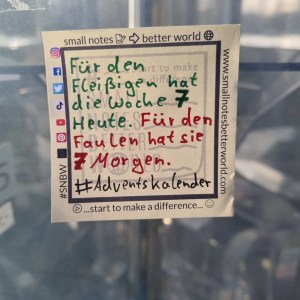 small notes → better world
Für den
Fleißigen hat
die Woche 7
Heute. Für den
Faulen hat sie
7 Morgen.
#Adventskalender
...start to make a difference...
#SNBW
www.smallnotesbetterworld.com